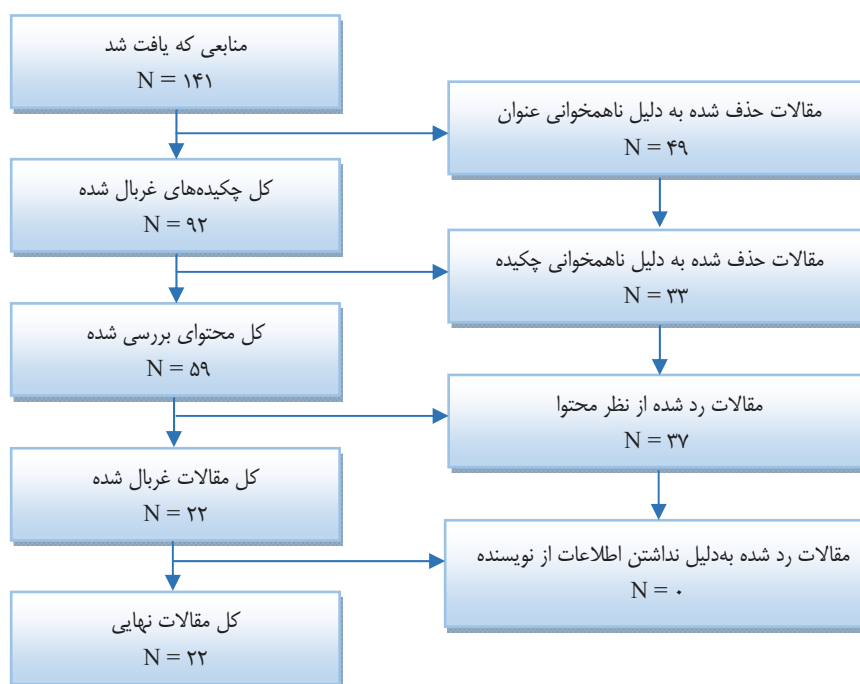 منابعی که یافت شد
N = ۱۴۱
مقالات حذف شده به دلیل ناهمخوانی عنوان
N = ۴۹
کل چکیده‌های غربال شده
N = ۹۲
مقالات حذف شده به دلیل ناهمخوانی چکیده
N = ۳۳
کل محتوای بررسی شده
N = ۵۹
مقالات رد شده از نظر محتوا
N = ۳۷
کل مقالات غربال شده
N = ۲۲
مقالات رد شده به‌دلیل نداشتن اطلاعات از نویسنده
N = ۰
کل مقالات نهایی
N = ۲۲